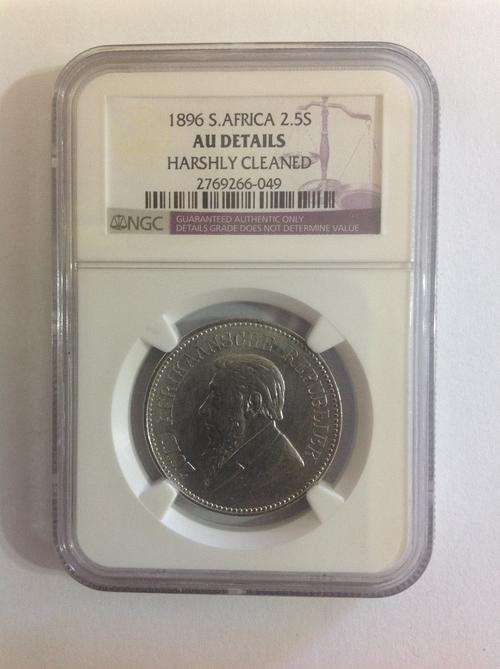 1896 S.AFRICA 2.5S
AU DETAILS
HARSHLY CLEANED
2769266-049
NGC
GUARANTEED AUTHENTIC ONLY
DETAILS GRADE DOES NOT DETERMINE VALUE
ZUID AFRIKAANSCHE REPUBLIEK